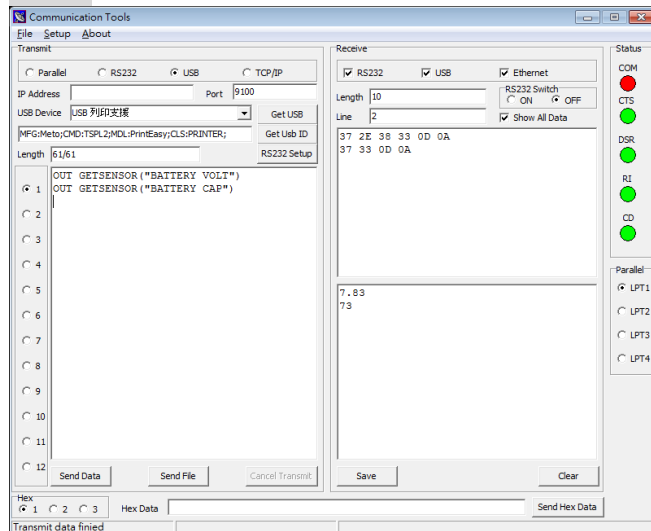 Communication Tools
File Setup About
Transmit
Parallel RS232 USB TCP/IP
IP Address Port 9100
USB Device USB 列印支援 Get USB
MFG:Meto;CMD:TSPL2;MDL:PrintEasy;CLS:PRINTER; Get Usb ID
Length 61/61 RS232 Setup
1
2
3
4
5
6
7
8
9
10
11
12
OUT GETSENSOR("BATTERY VOLT")
OUT GETSENSOR("BATTERY CAP")
Send Data Send File Cancel Transmit
Receive
RS232 USB Ethernet
Length 10 RS232 Switch
ON OFF
Line 2 Show All Data
37 2E 38 33 0D 0A
37 33 0D 0A
7.83
73
Save Clear
Status
COM
CTS
DSR
RI
CD
Parallel
LPT1
LPT2
LPT3
LPT4
Hex
1 2 3 Hex Data Send Hex Data
Transmit data finied